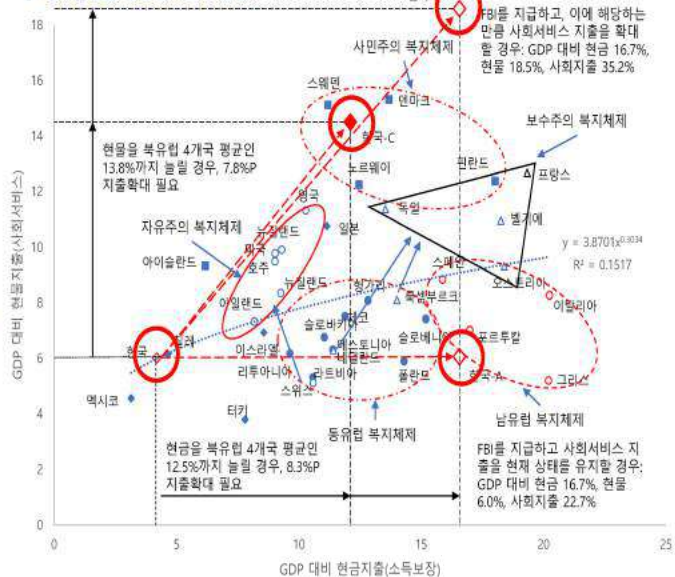 FBI를 지급하고, 이에 해당하는
만큼 사회서비스 지출을 확대
할 경우: GDP 대비 현금 16.7%,
현물 18.5%, 사회지출 35.2%
사민주의 복지체제
스웨덴
덴마크
한국-C
보수주의 복지체제
현물을 북유럽 4개국 평균인
13.8%까지 늘릴 경우, 7.8%P
지출확대 필요
노르웨이
핀란드
프랑스
영국
독일
벨기에
자유주의 복지체제
뉴질랜드
일본
미국
호주
아이슬란드
y = 3.8701x^0.3034
R² = 0.1517
스페인
오스트리아
헝가리
룩셈부르크
뉴질랜드
이탈리아
아일랜드
체코
슬로바키아
슬로베니아
포르투칼
한국
칠레
이스라엘
에스토니아
네덜란드
리투아니아
라트비아
폴란드
한국-A
그리스
스위스
멕시코
터키
동유럽 복지체제
남유럽 복지체제
현금을 북유럽 4개국 평균인
12.5%까지 늘릴 경우, 8.3%P
지출확대 필요
FBI를 지급하고 사회서비스 지
출을 현재 상태를 유지할 경우:
GDP 대비 현금 16.7%, 현물
6.0%, 사회지출 22.7%
GDP 대비 현물지출(사회서비스)
18
16
14
12
10
8
6
4
2
0
0 5 10 15 20 25
GDP 대비 현금지출(소득보장)